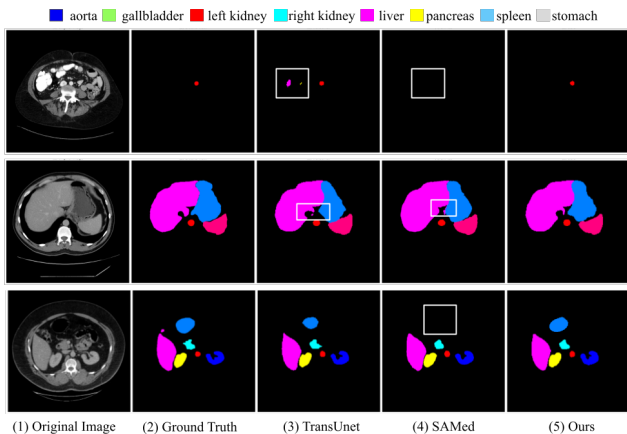 aorta gallbladder left kidney right kidney liver pancreas spleen stomach
(1) Original Image (2) Ground Truth (3) TransUnet (4) SAMed (5) Ours